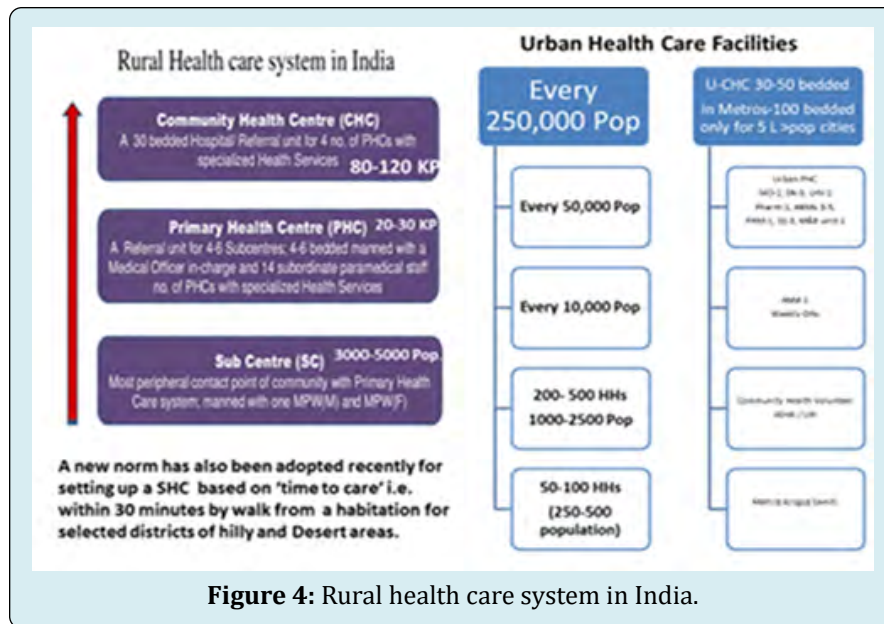 Rural Health care system in India
Community Health Centre (CHC)
A 30 bedded Hospital/ Referral unit for 4 no. of PHCs with
specialized Health Services
80-120 KP
Primary Health Centre (PHC) 20-30 KP
A Referral unit for 4-6 Subcentres; 4-6 bedded manned with a
Medical Officer in-charge and 14 subordinate paramedical staff
no. of PHCs with specialized Health Services
Sub Centre (SC) 3000-5000 Pop.
Most peripheral contact point of community with Primary Health
Care system; manned with one MPW(M) and MPW(F)
A new norm has also been adopted recently for
setting up a SHC based on 'time to care' i.e.
within 30 minutes by walk from a habitation for
selected districts of hilly and Desert areas.
Urban Health Care Facilities
Every
250,000 Pop
U-CHC 30-50 bedded
In Metros-100 bedded
only for 5 L >pop cities
Every 50,000 Pop
Urban PHC
Every 10,000 Pop
200- 500 HHs
1000-2500 Pop
Community Health Volunteer
50-100 HHs
(250-500
population)
Figure 4: Rural health care system in India.